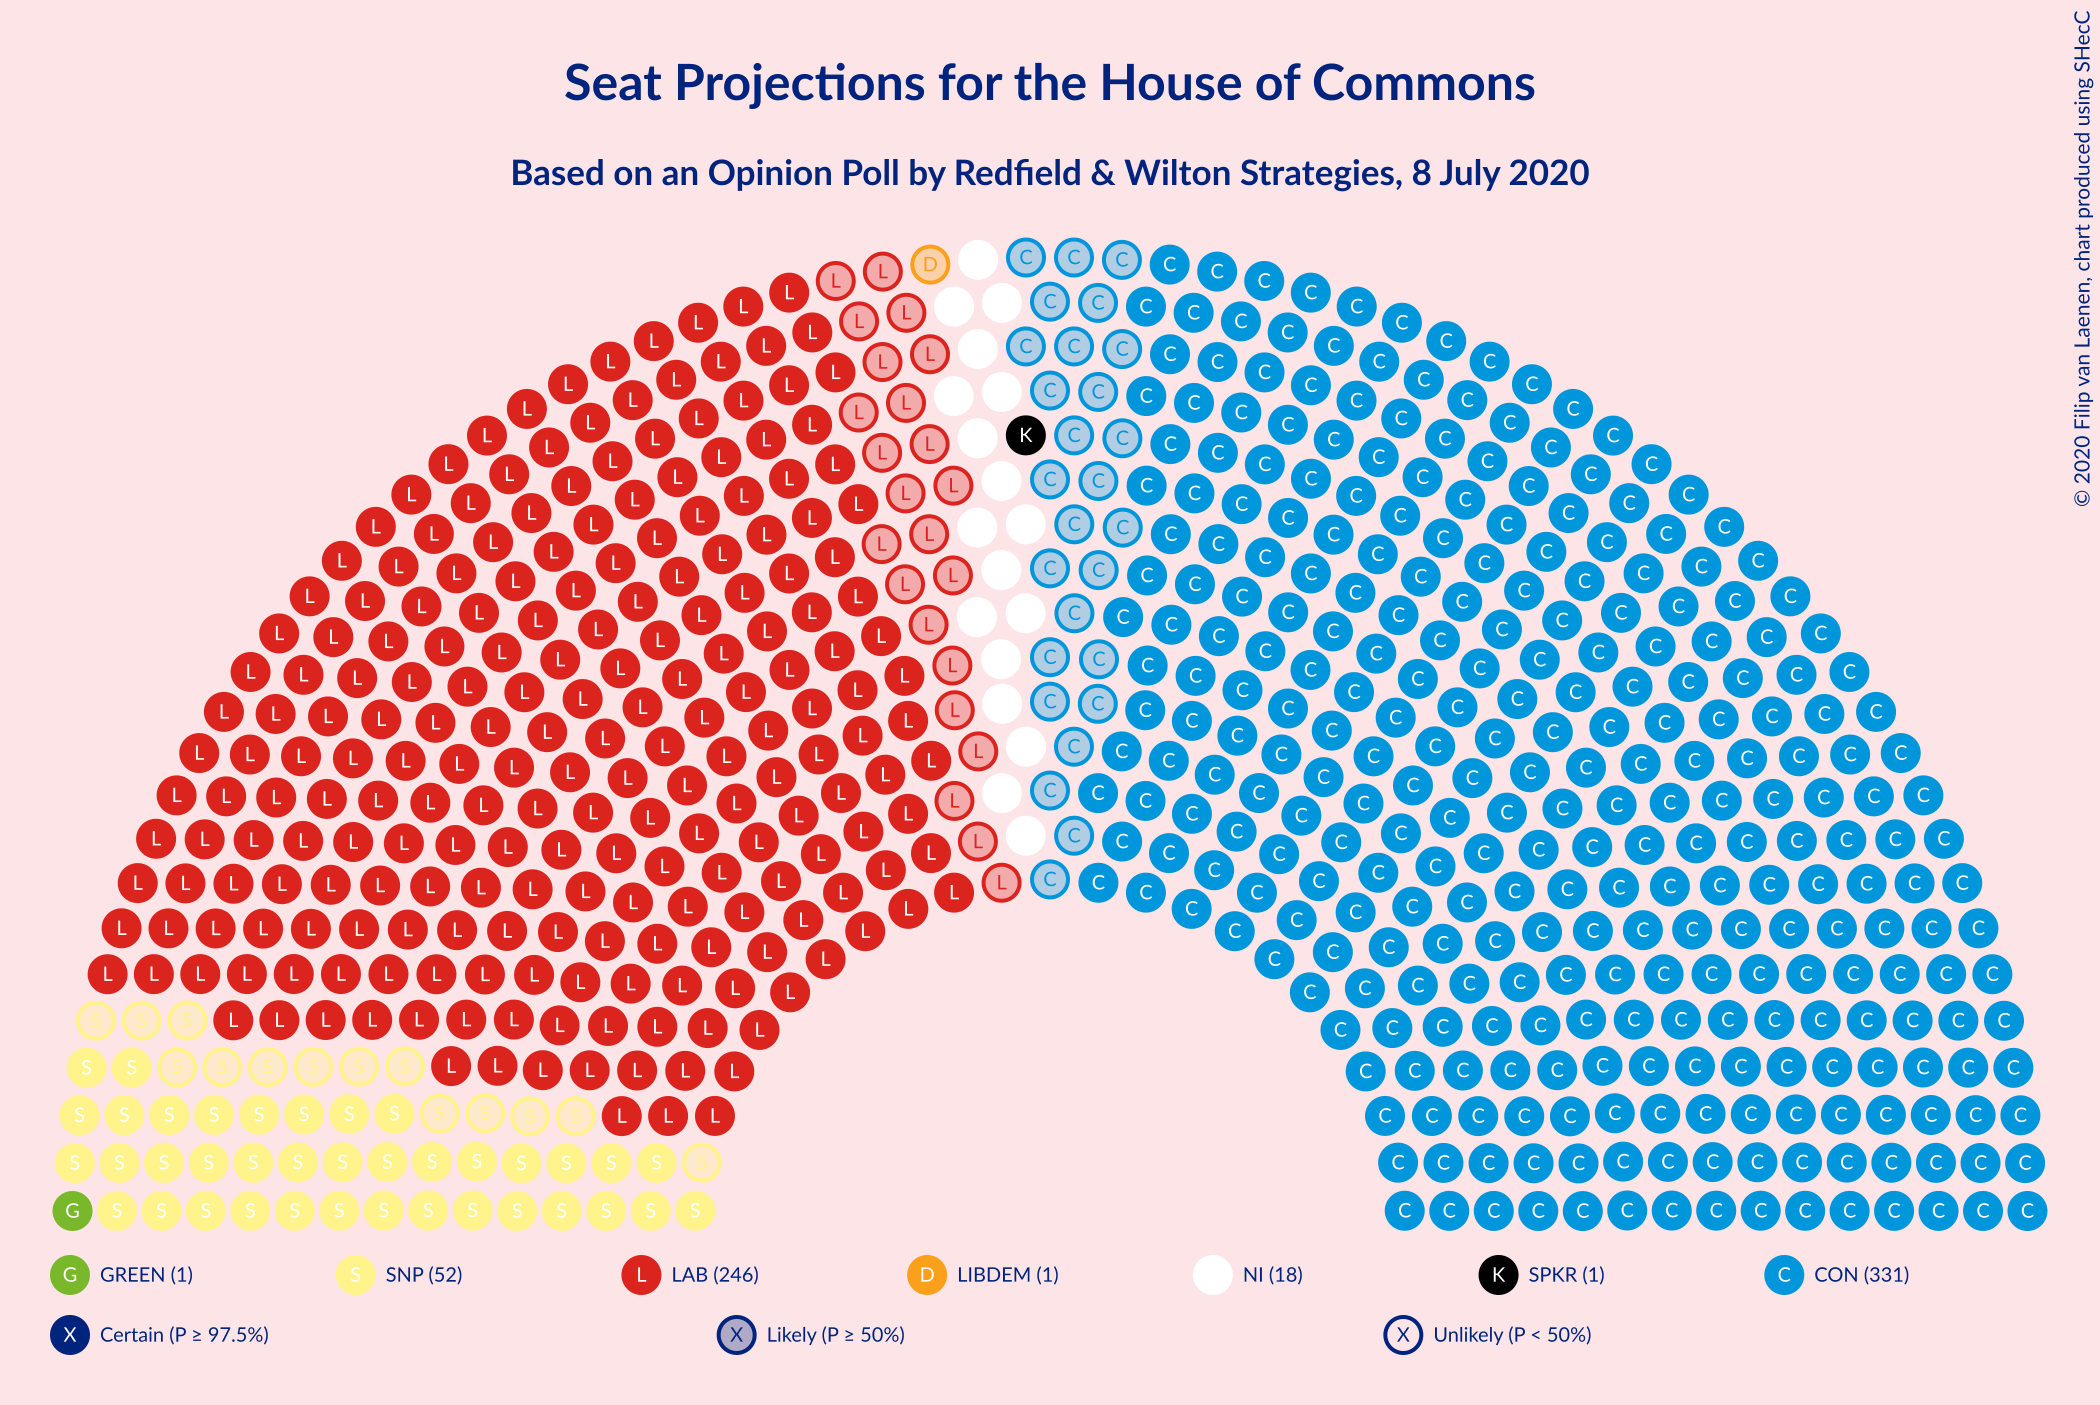 Seat Projections for the House of Commons
Based on an Opinion Poll by Redfield & Wilton Strategies, 8 July 2020
© 2020 Filip van Laenen, chart produced using SHecC
G GREEN (1)
S SNP (52)
L LAB (246)
D LIBDEM (1)
NI (18)
K SPKR (1)
C CON (331)
X Certain (P ≥ 97.5%)
X Likely (P ≥ 50%)
X Unlikely (P < 50%)